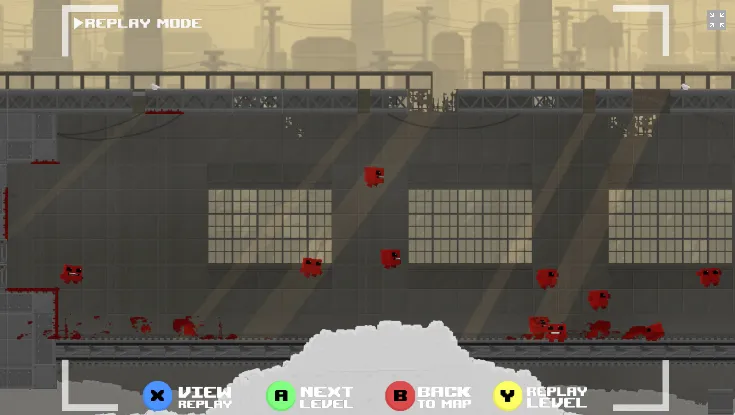 REPLAY MODE
X VIEW REPLAY
A NEXT LEVEL
B BACK TO MAP
Y REPLAY LEVEL